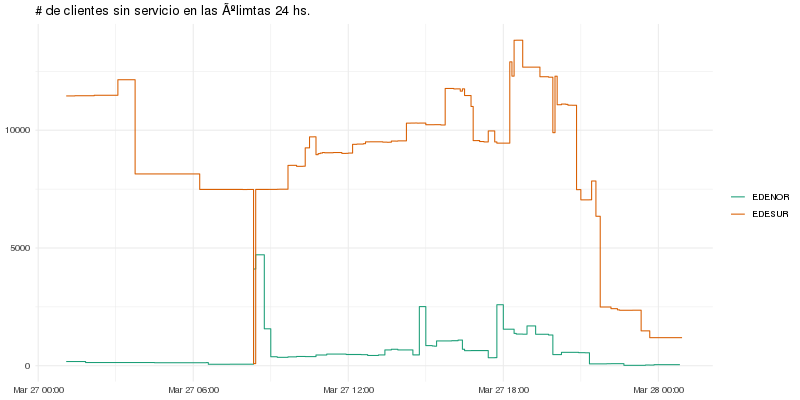 # de clientes sin servicio en las Ãºlimtas 24 hs.
10000
5000
0
Mar 27 00:00 Mar 27 06:00 Mar 27 12:00 Mar 27 18:00 Mar 28 00:00
EDENOR
EDESUR